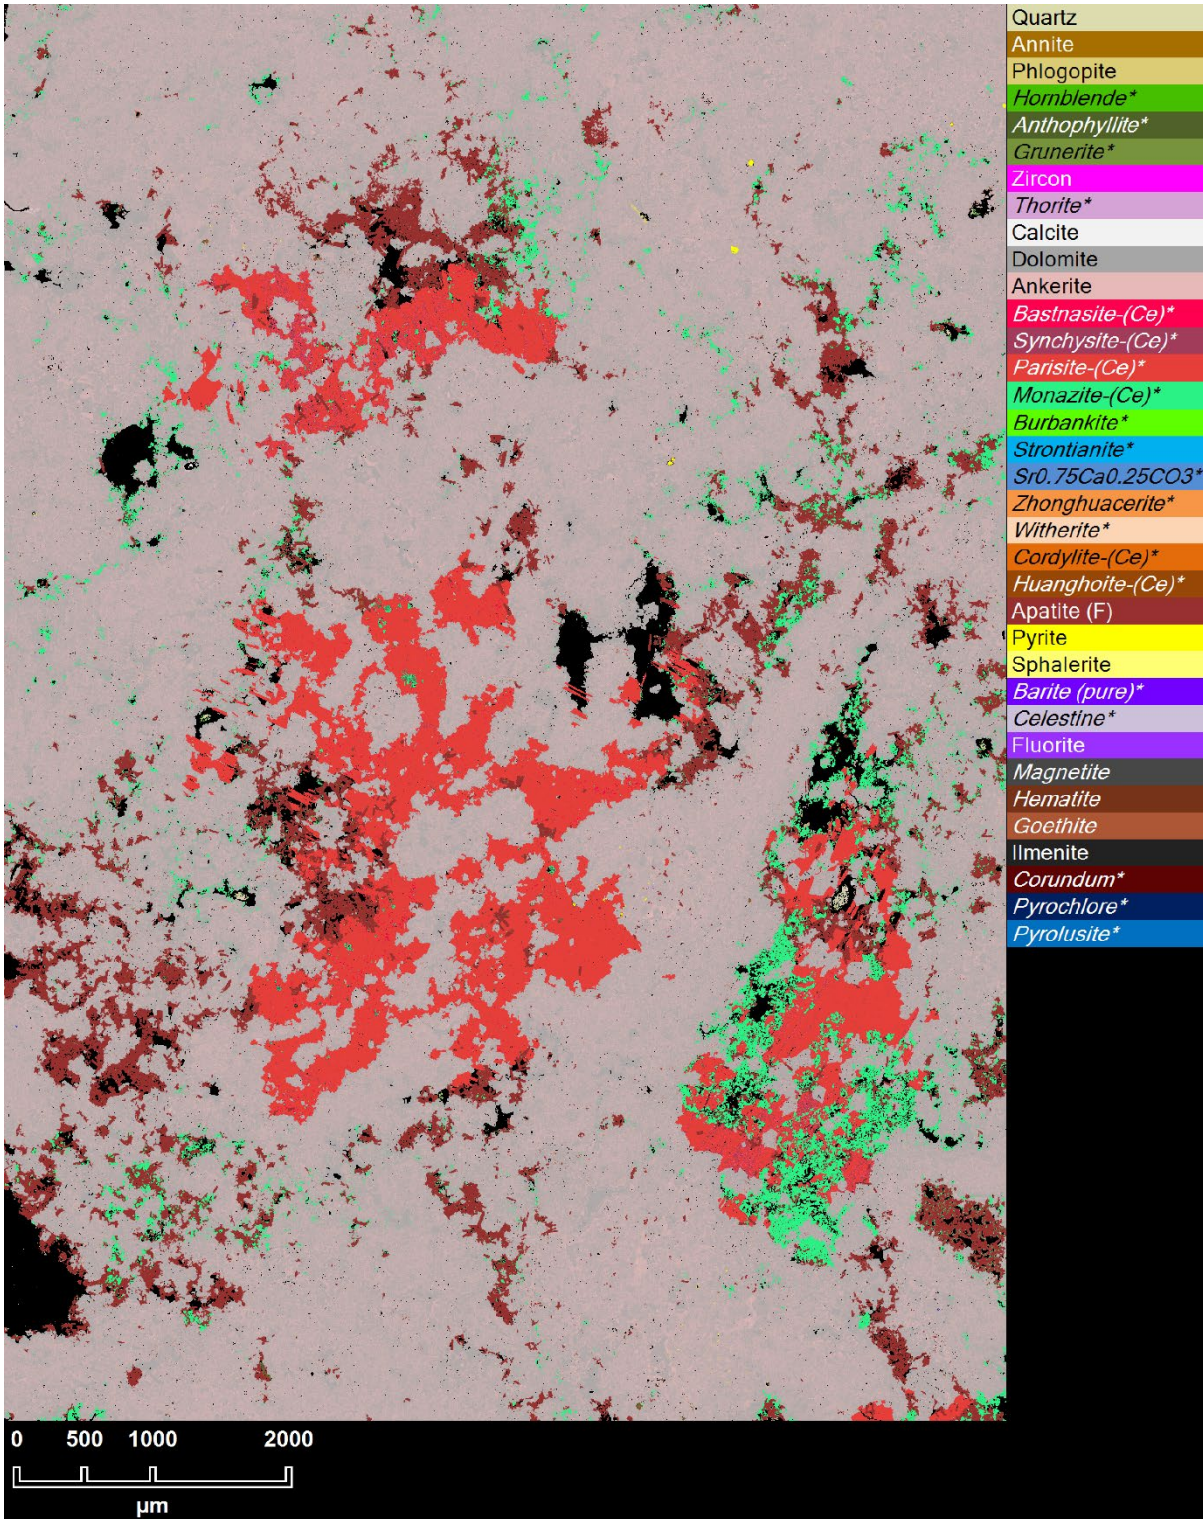 Quartz
Annite
Phlogopite
Hornblende*
Anthophyllite*
Grunerite*
Zircon
Thorite*
Calcite
Dolomite
Ankerite
Bastnasite-(Ce)*
Synchysite-(Ce)*
Parisite-(Ce)*
Monazite-(Ce)*
Burbankite*
Strontianite*
Sr0.75Ca0.25CO3*
Zhonghuacerite*
Witherite*
Cordylite-(Ce)*
Huanghoite-(Ce)*
Apatite (F)
Pyrite
Sphalerite
Barite (pure)*
Celestine*
Fluorite
Magnetite
Hematite
Goethite
Ilmenite
Corundum*
Pyrochlore*
Pyrolusite*
0 500 1000 2000
µm